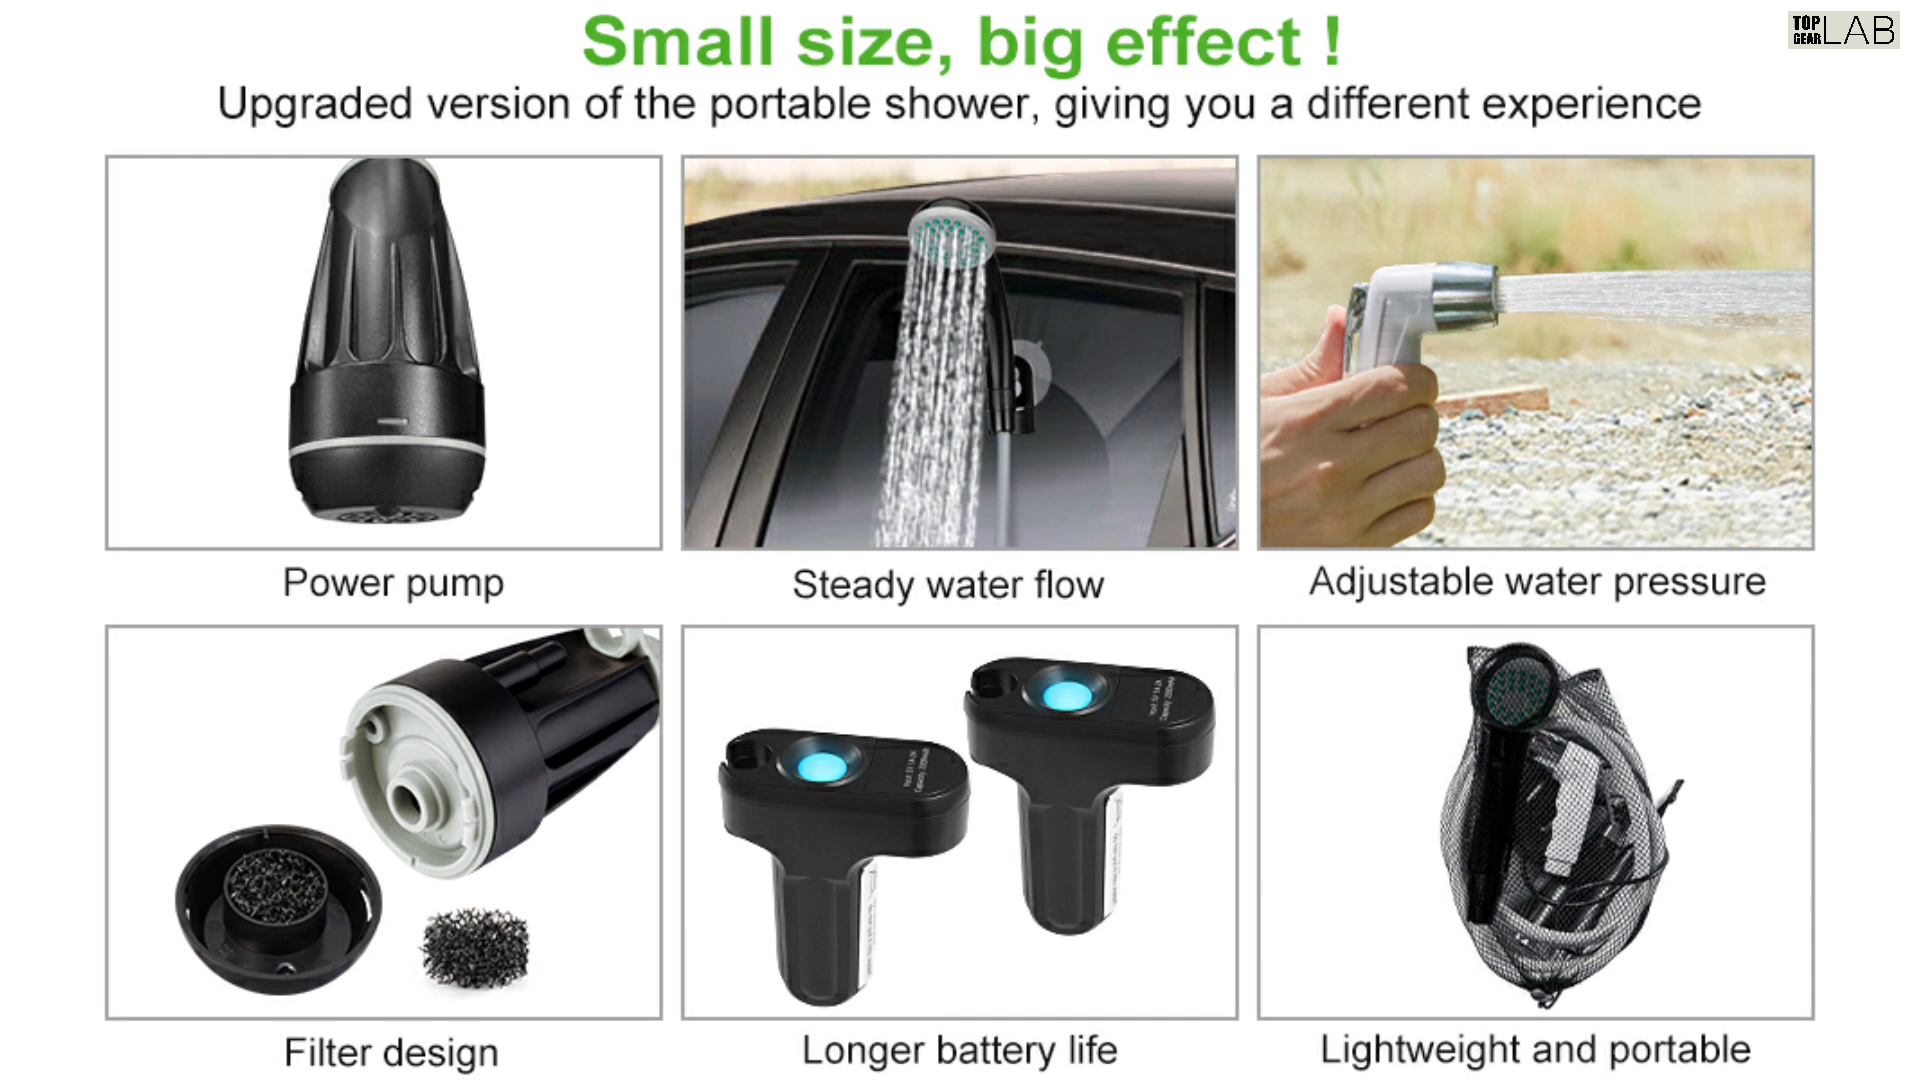 Small size, big effect !
TOP GEAR LAB
Upgraded version of the portable shower, giving you a different experience
Power pump
Steady water flow
Adjustable water pressure
Filter design
Longer battery life
Lightweight and portable